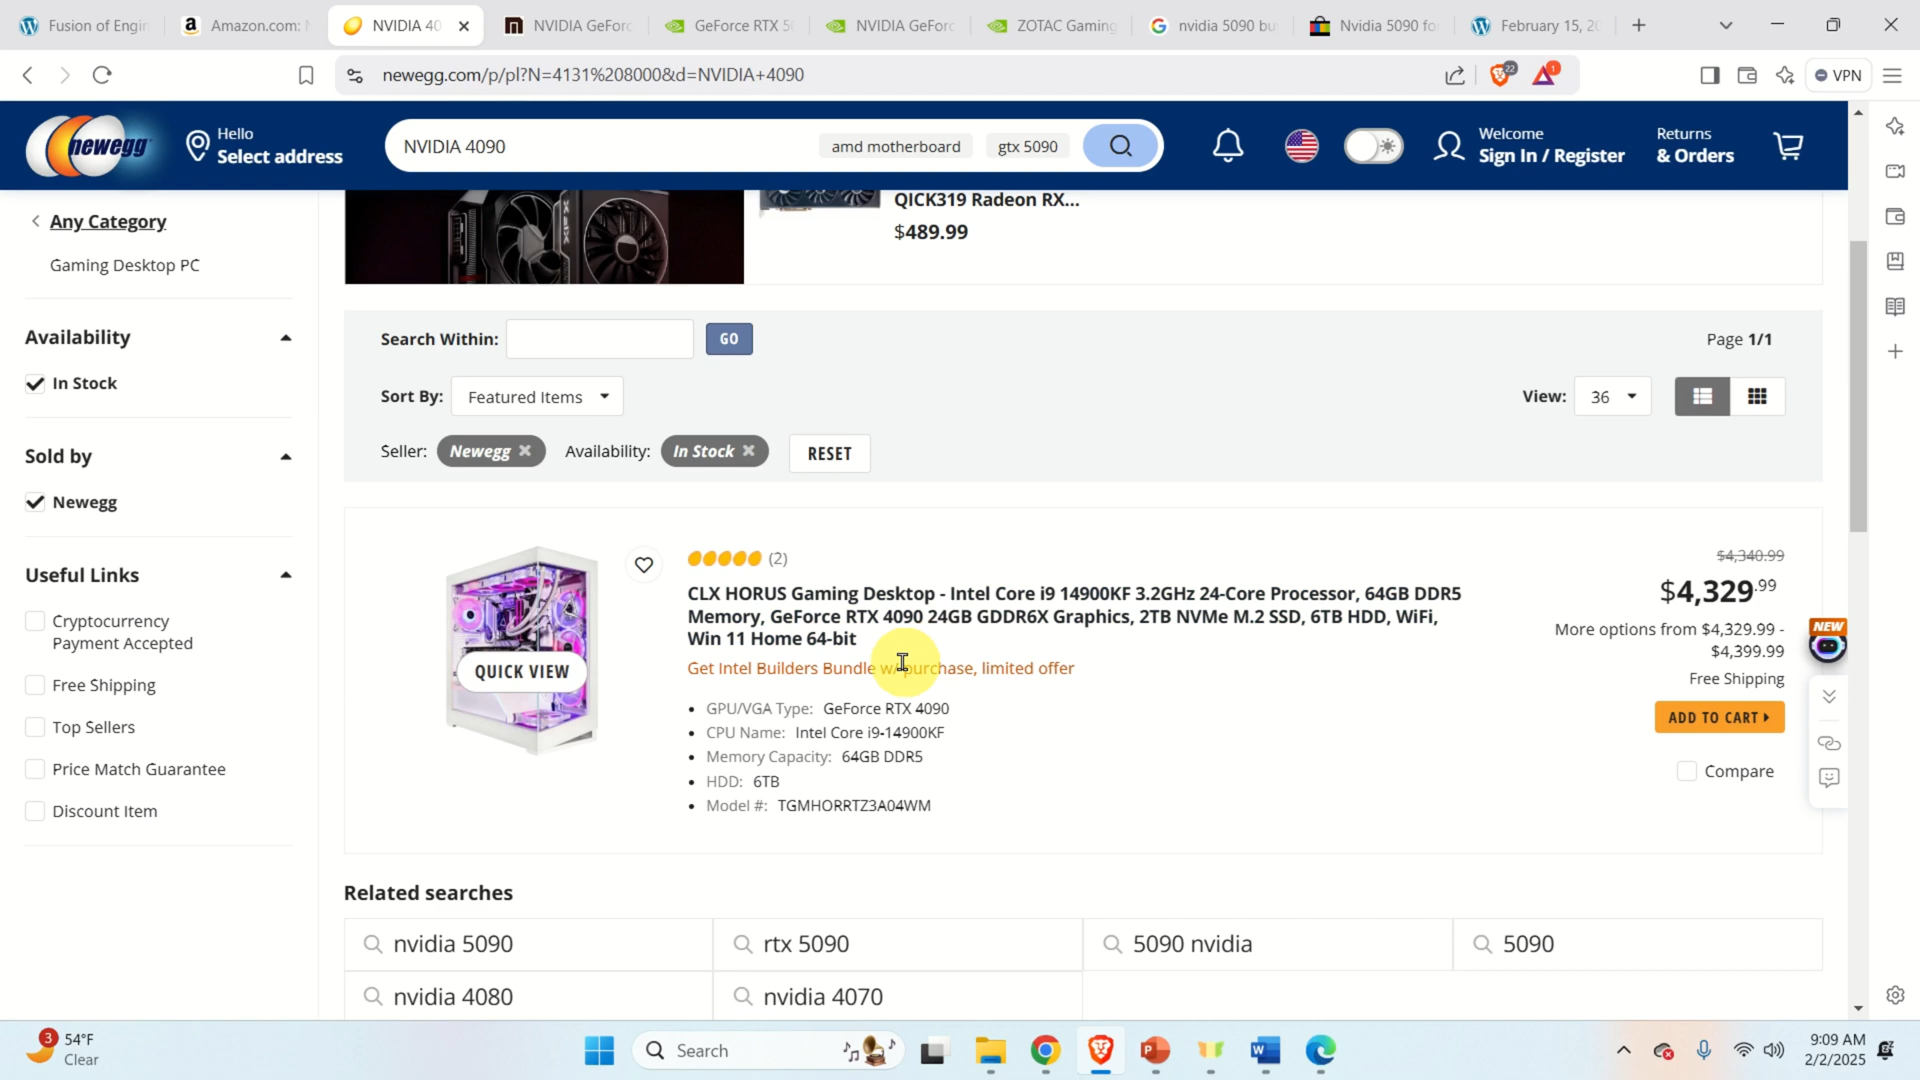 Fusion of Engin
Amazon.com: N
NVIDIA 40
NVIDIA GeForc
GeForce RTX 5
NVIDIA GeForc
ZOTAC Gaming
nvidia 5090 bu
Nvidia 5090 fo
February 15, 20
newegg.com/p/pl?N=4131%208000&d=NVIDIA+4090
22
1
VPN
newegg
Hello
Select address
NVIDIA 4090
amd motherboard
gtx 5090
Welcome
Sign In / Register
Returns
& Orders
Any Category
Gaming Desktop PC
Availability
In Stock
Sold by
Newegg
Useful Links
Cryptocurrency
Payment Accepted
Free Shipping
Top Sellers
Price Match Guarantee
Discount Item
QICK319 Radeon RX...
$489.99
Search Within:
GO
Page 1/1
Sort By: Featured Items
View: 36
Seller: Newegg Availability: In Stock RESET
QUICK VIEW
(2)
CLX HORUS Gaming Desktop - Intel Core i9 14900KF 3.2GHz 24-Core Processor, 64GB DDR5
Memory, GeForce RTX 4090 24GB GDDR6X Graphics, 2TB NVMe M.2 SSD, 6TB HDD, WiFi,
Win 11 Home 64-bit
Get Intel Builders Bundle w/ purchase, limited offer
GPU/VGA Type: GeForce RTX 4090
CPU Name: Intel Core i9-14900KF
Memory Capacity: 64GB DDR5
HDD: 6TB
Model #: TGMHORRTZ3A04WM
$4,340.99
$4,329.99
More options from $4,329.99 -
$4,399.99
Free Shipping
ADD TO CART
Compare
NEW
Related searches
nvidia 5090
rtx 5090
5090 nvidia
5090
nvidia 4080
nvidia 4070
3
54°F
Clear
Search
9:09 AM
2/2/2025